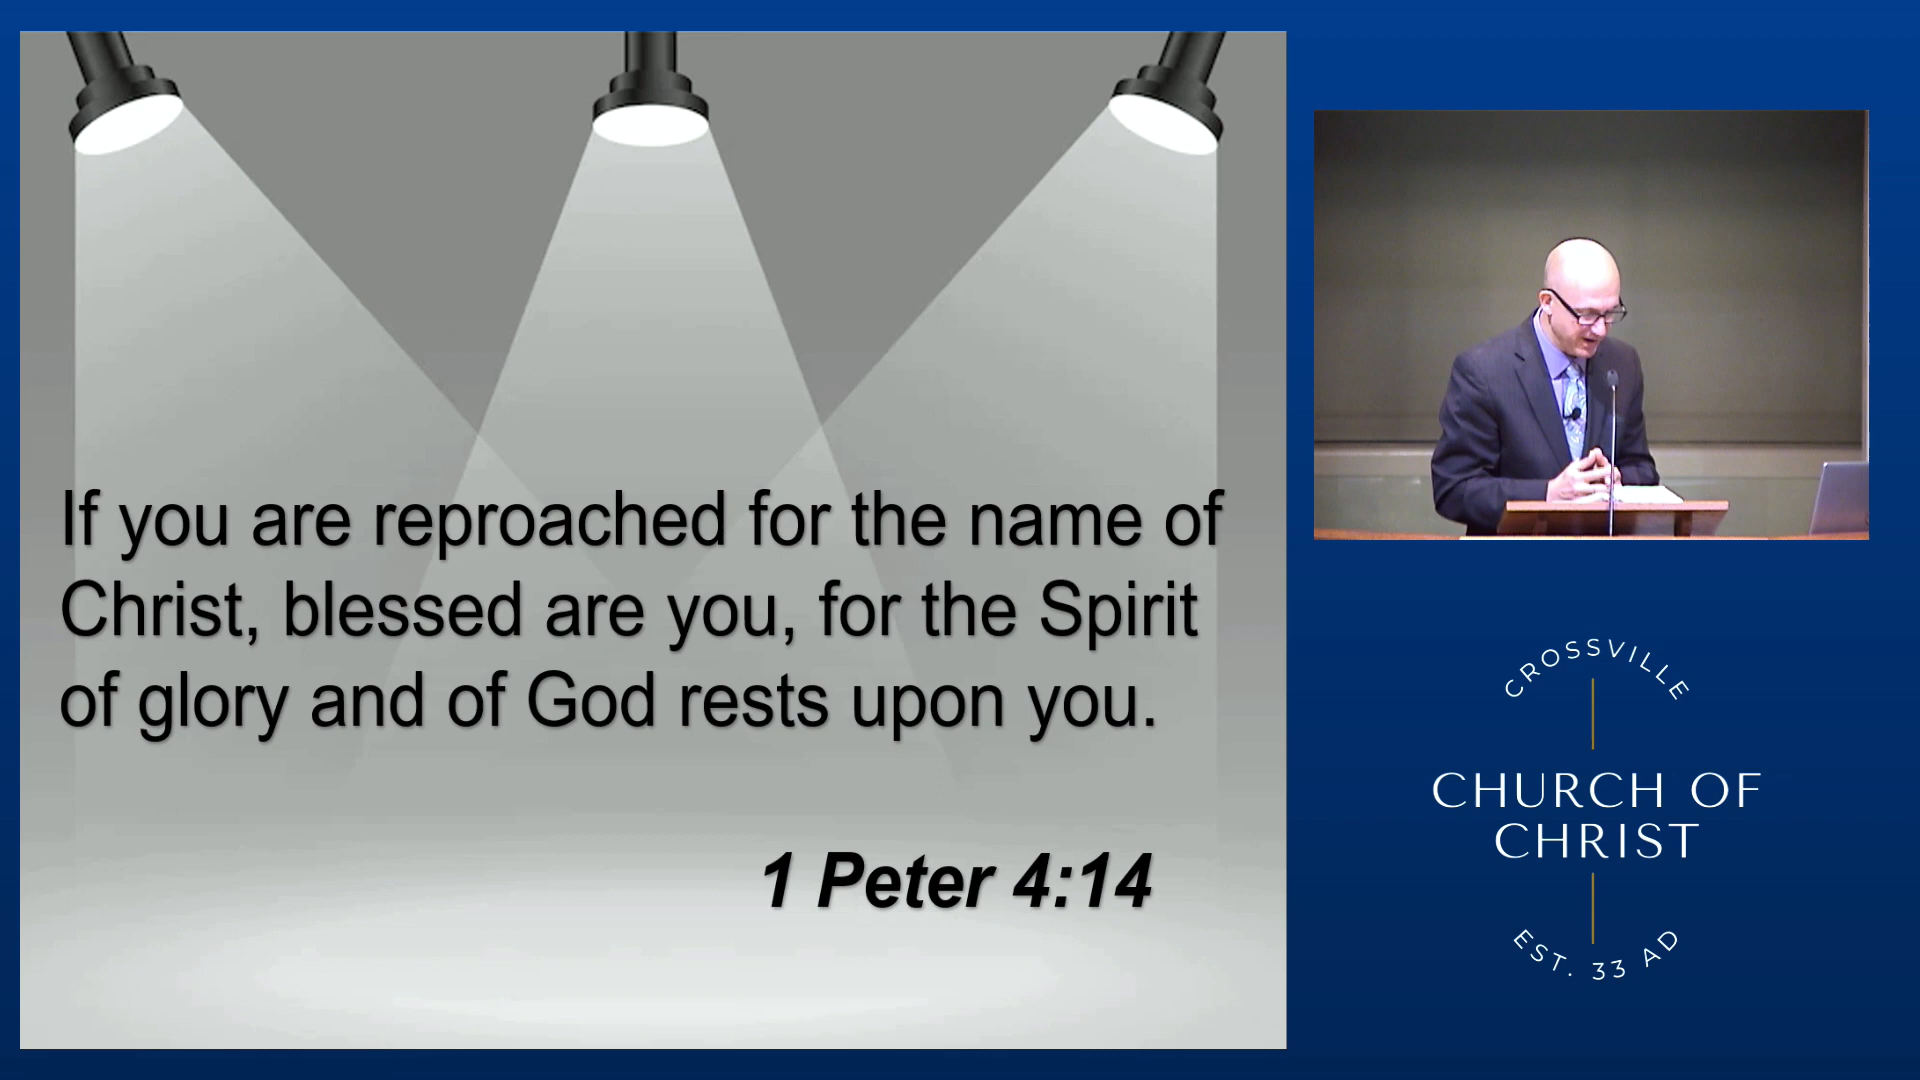 If you are reproached for the name of
Christ, blessed are you, for the Spirit
of glory and of God rests upon you.
1 Peter 4:14
CROSSVILLE
CHURCH OF
CHRIST
EST. 33 AD